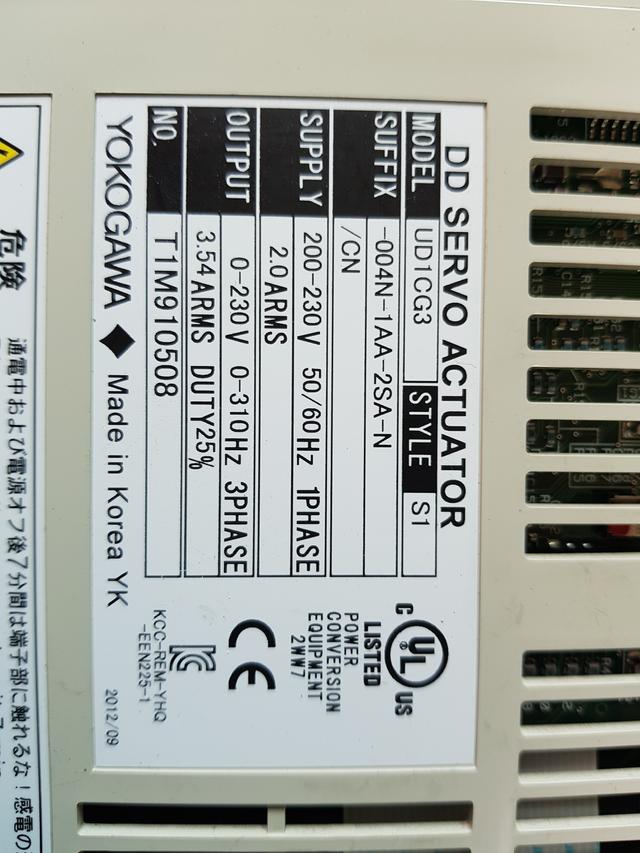 DD SERVO ACTUATOR
MODEL UD1CG3 STYLE S1
SUFFIX -004N-1AA-2SA-N
/CN
SUPPLY 200-230V 50/60Hz 1PHASE
2.0ARMS
OUTPUT 0-230V 0-310Hz 3PHASE
3.54ARMS DUTY25%
NO. T1M910508
YOKOGAWA ◆ Made in Korea YK
C UL US
®
LISTED
POWER
CONVERSION
EQUIPMENT
2WW7
CE
KCC-REM-YHQ
-EEN225-1
2012/09
危険
通電中および電源オフ後7分間は端子部に触れるな!感電の